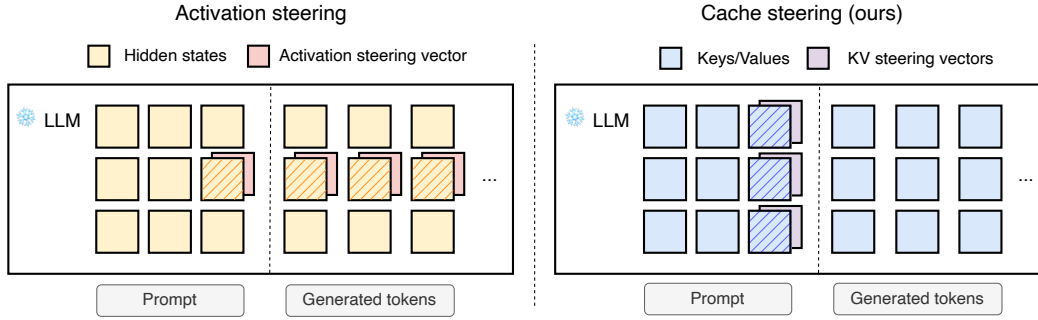 Activation steering
Hidden states
Activation steering vector
LLM
...
Prompt
Generated tokens
Cache steering (ours)
Keys/Values
KV steering vectors
LLM
...
Prompt
Generated tokens